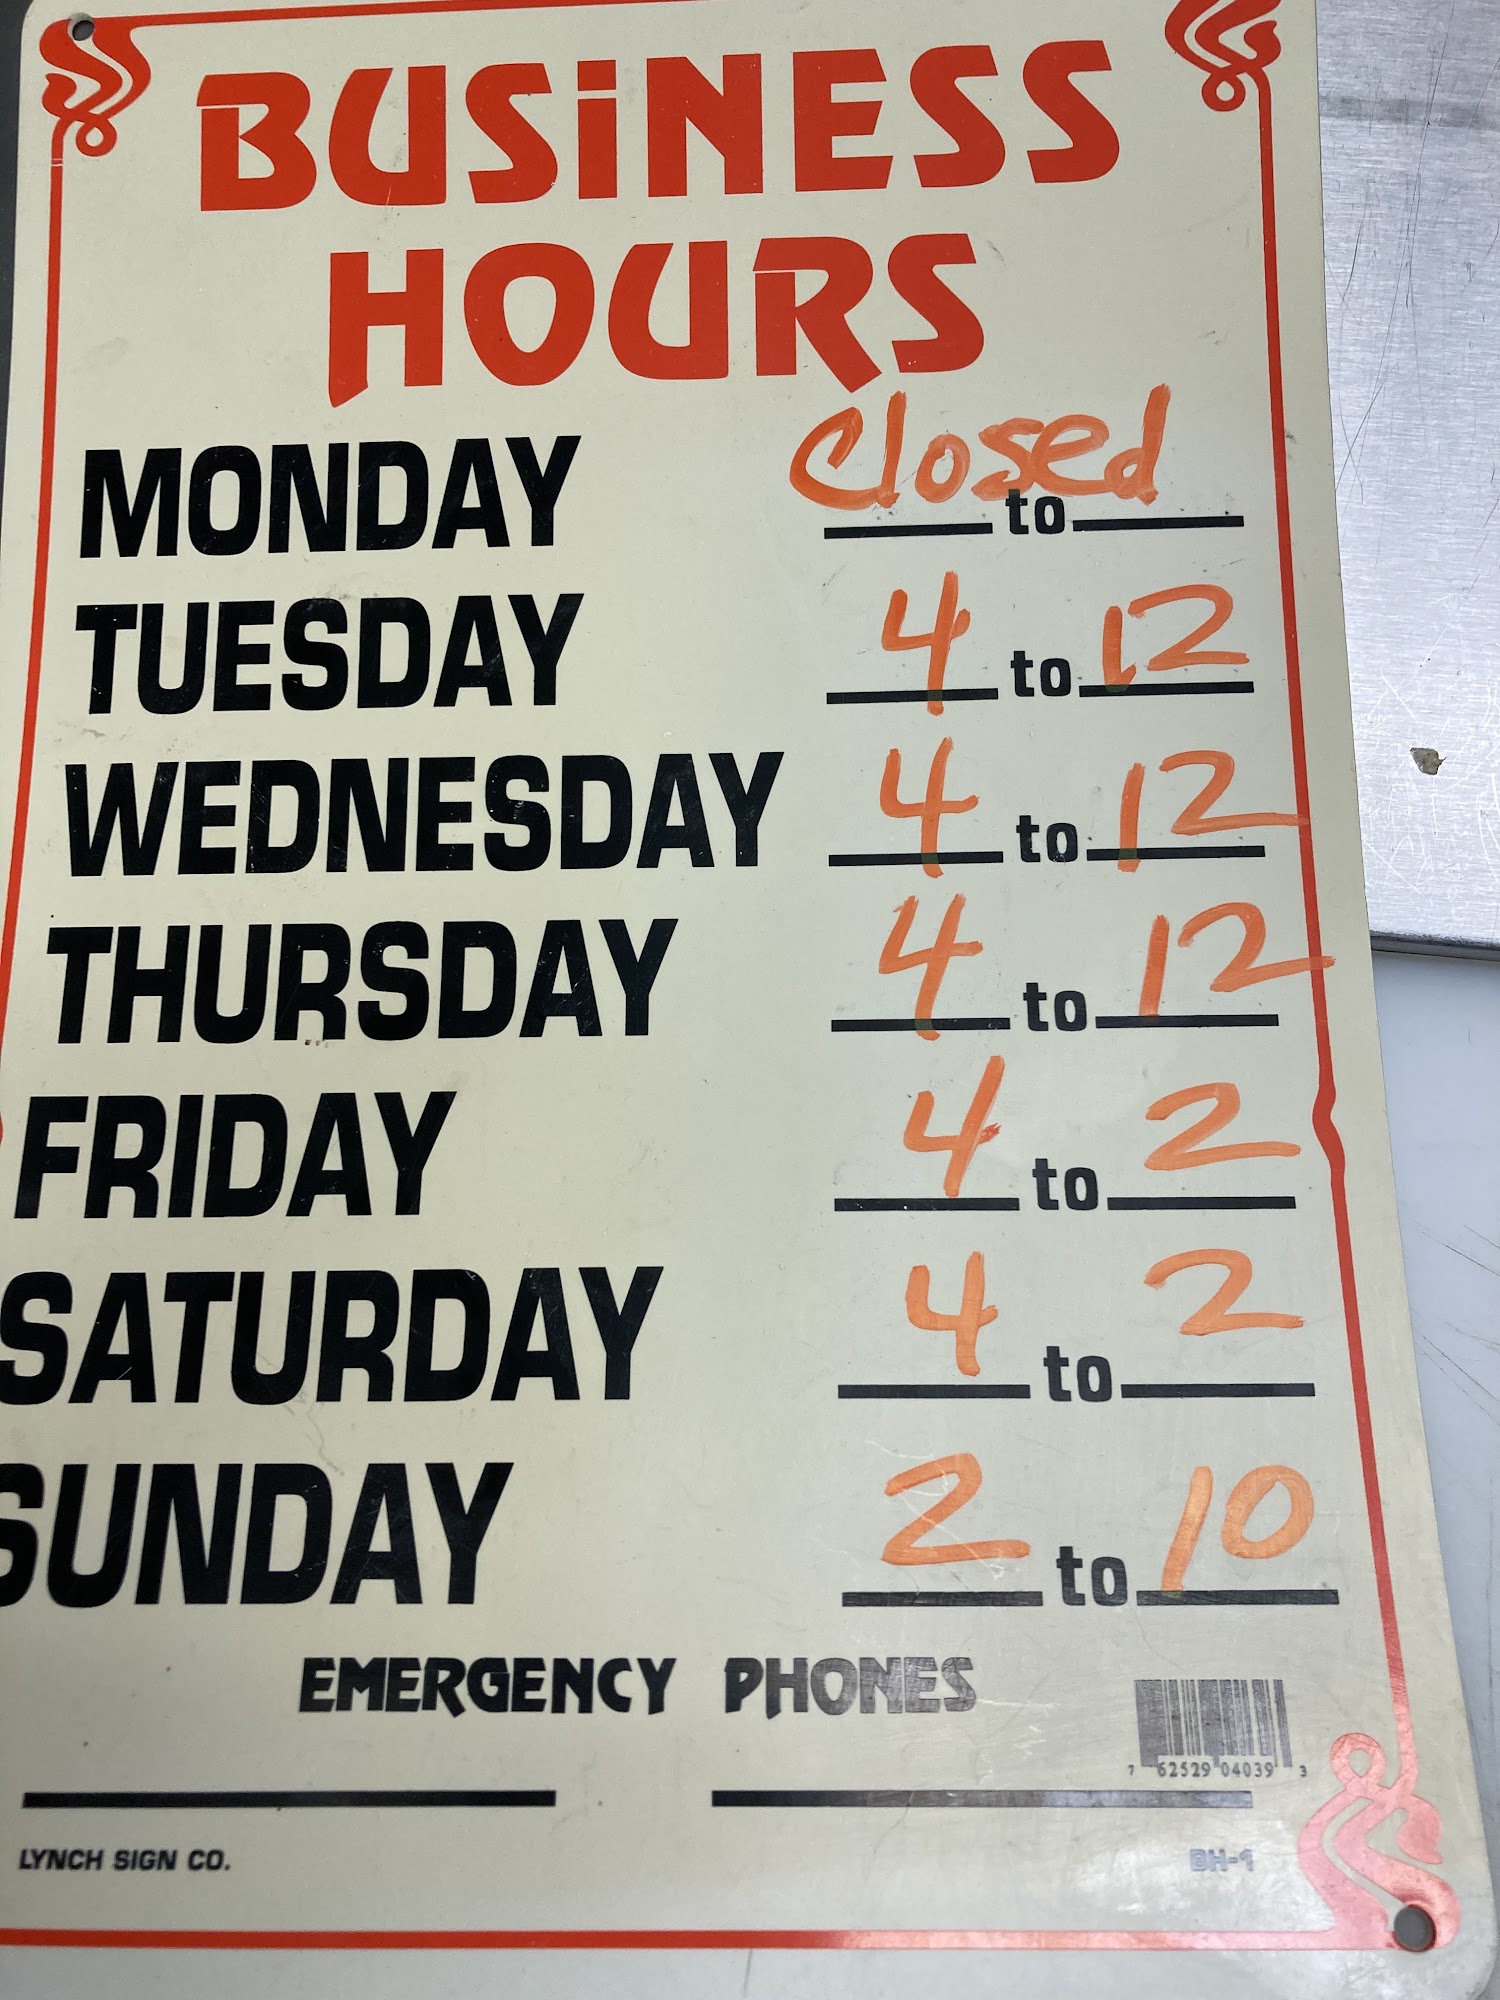 BUSiNESS
HOURS
MONDAY Closed to
TUESDAY 4 to 12
WEDNESDAY 4 to 12
THURSDAY 4 to 12
FRIDAY 4 to 2
SATURDAY 4 to 2
SUNDAY 2 to 10
EMERGENCY PHONES
7 62529 04039 3
LYNCH SIGN CO. BH-1